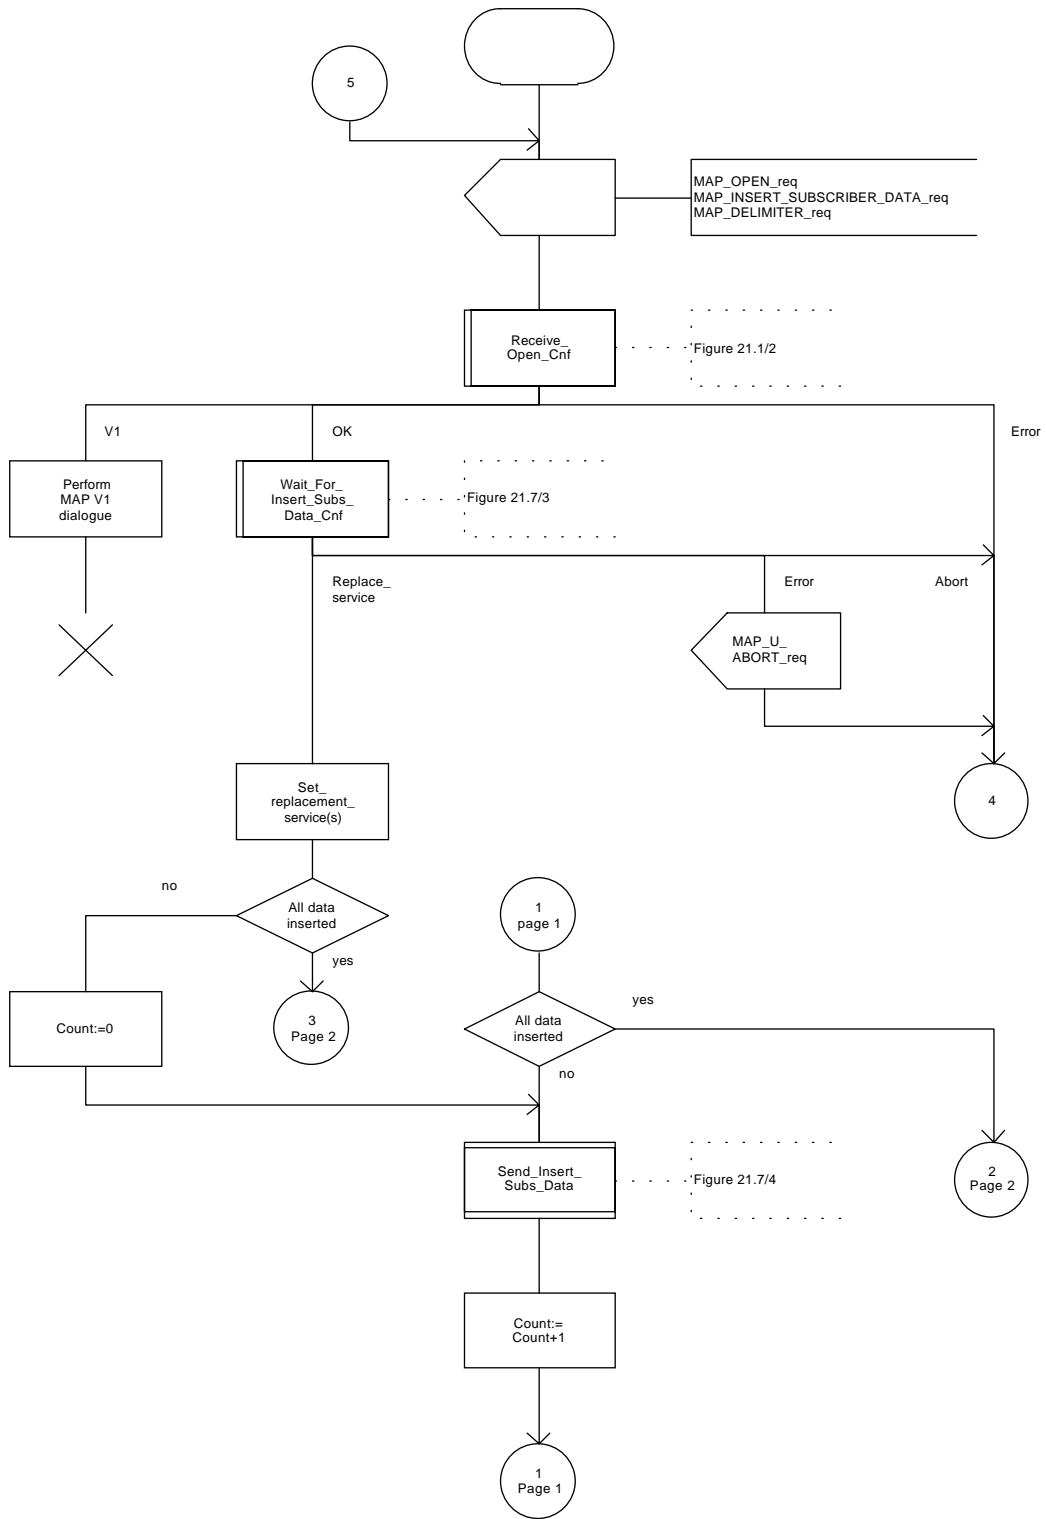 5
MAP_OPEN_req
MAP_INSERT_SUBSCRIBER_DATA_req
MAP_DELIMITER_req
Receive_
Open_Cnf
Figure 21.1/2
V1
OK
Error
Perform
MAP V1
dialogue
Wait_For_
Insert_Subs_
Data_Cnf
Figure 21.7/3
Replace_
service
Error
Abort
MAP_U_
ABORT_req
Set_
replacement_
service(s)
4
no
All data
inserted
yes
1
page 1
Count:=0
3
Page 2
All data
inserted
yes
no
Send_Insert_
Subs_Data
Figure 21.7/4
2
Page 2
Count:=
Count+1
1
Page 1